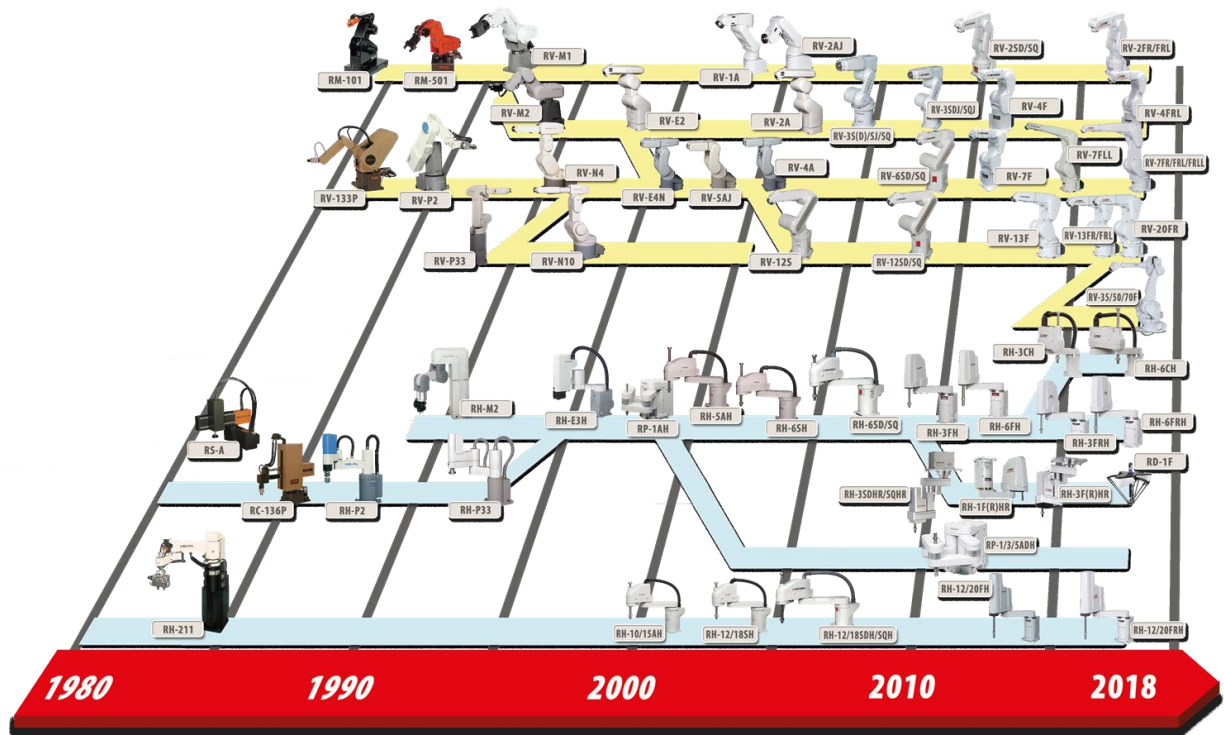 RM-101
RM-501
RV-M1
RV-1A
RV-2AJ
RV-2SD/SQ
RV-2FR/FRL
RV-M2
RV-E2
RV-2A
RV-3S(D)/SJ/SQ
RV-3SDJ/SQJ
RV-4F
RV-4FRL
RV-133P
RV-P2
RV-N4
RV-E4N
RV-5AJ
RV-4A
RV-6SD/SQ
RV-7F
RV-7FLL
RV-7FR/FRL/FRLL
RV-P33
RV-N10
RV-12S
RV-12SD/SQ
RV-13F
RV-13FR/FRL
RV-20FR
RV-35/50/70F
RH-3CH
RH-6CH
RS-A
RH-M2
RH-E3H
RP-1AH
RH-5AH
RH-6SH
RH-6SD/SQ
RH-3FH
RH-6FH
RH-3FRH
RH-6FRH
RC-136P
RH-P2
RH-P33
RH-3SDHR/SQHR
RH-1F(R)HR
RH-3F(R)HR
RD-1F
RP-1/3/5ADH
RH-211
RH-10/15AH
RH-12/18SH
RH-12/18SDH/SQH
RH-12/20FH
RH-12/20FRH
1980
1990
2000
2010
2018